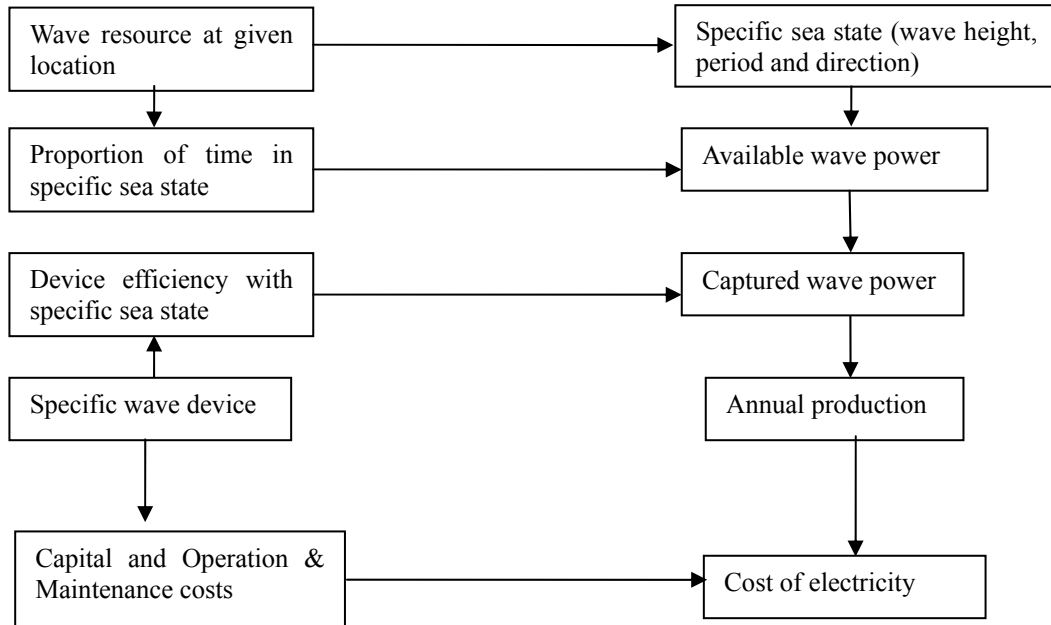 Wave resource at given
location
Specific sea state (wave height,
period and direction)
Proportion of time in
specific sea state
Available wave power
Device efficiency with
specific sea state
Captured wave power
Specific wave device
Annual production
Capital and Operation &
Maintenance costs
Cost of electricity